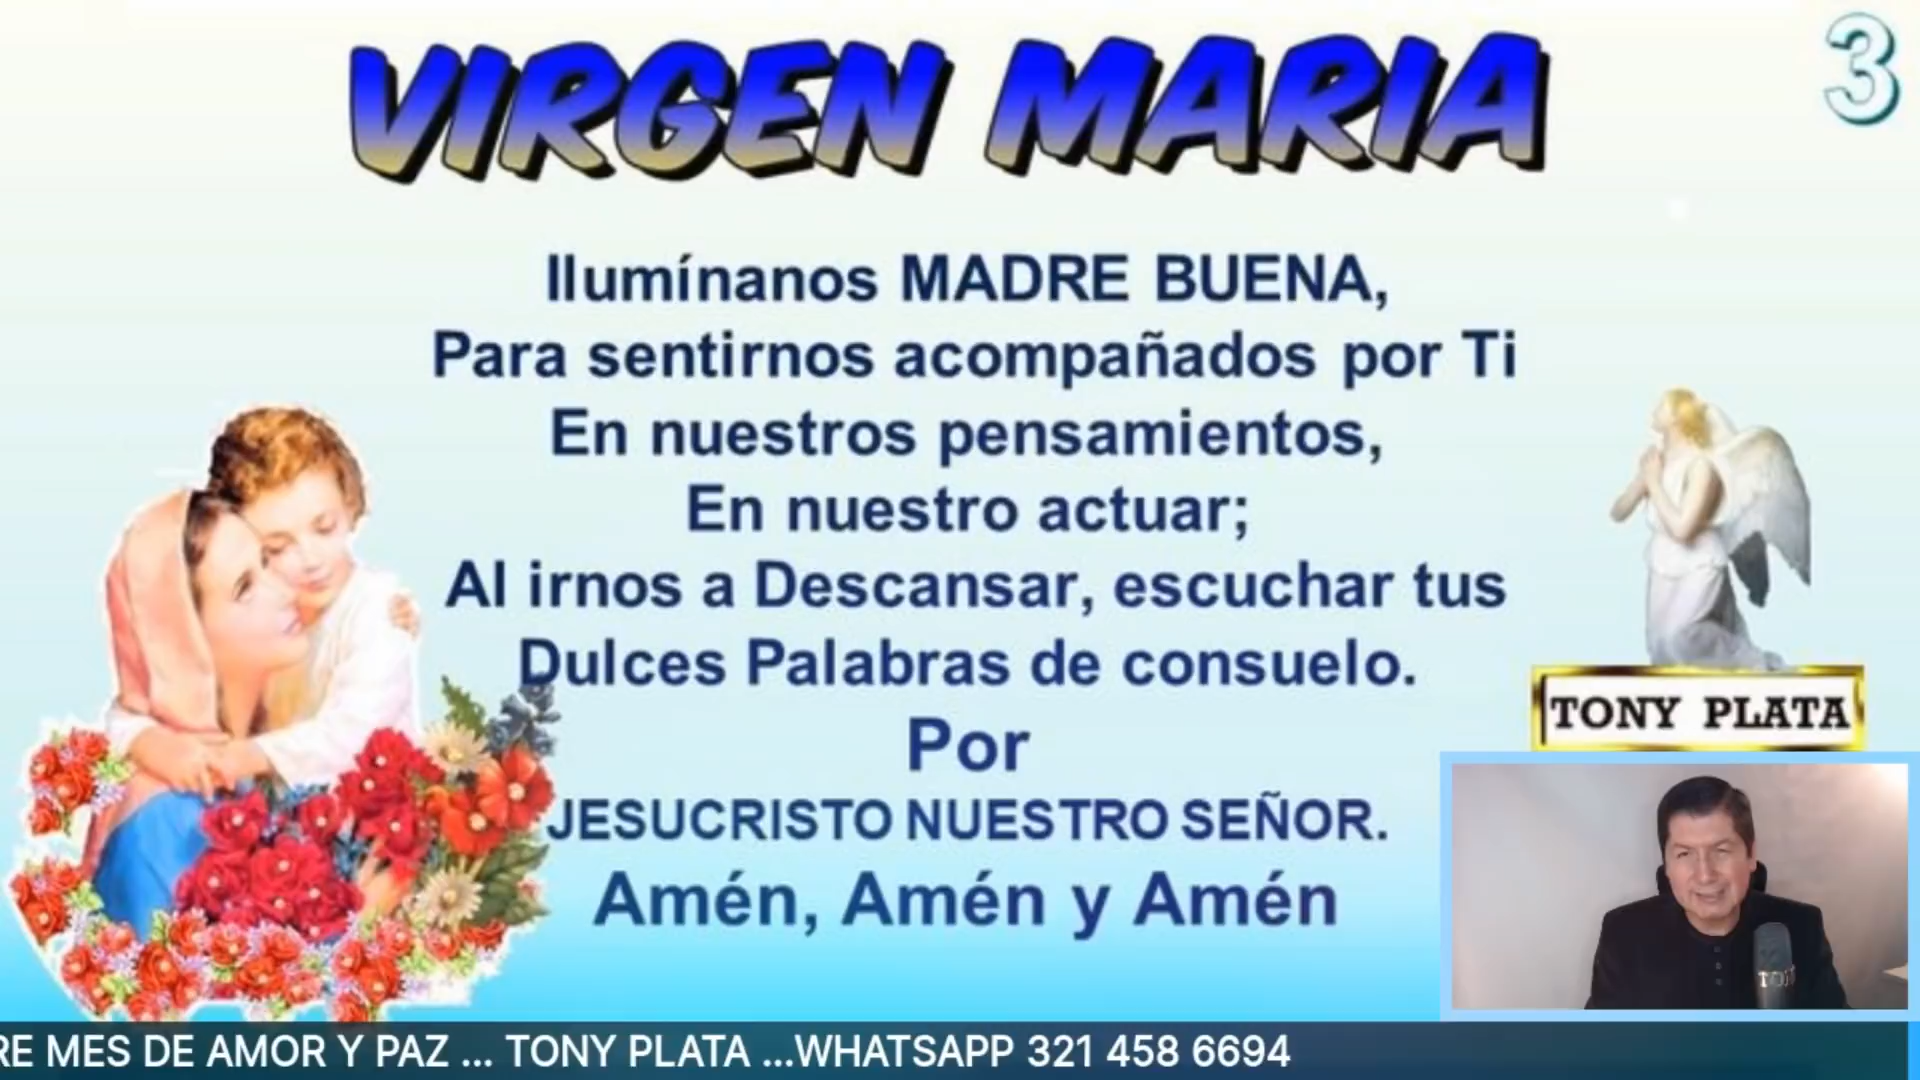 VIRGEN MARIA
3
Ilumínanos MADRE BUENA,
Para sentirnos acompañados por Ti
En nuestros pensamientos,
En nuestro actuar;
Al irnos a Descansar, escuchar tus
Dulces Palabras de consuelo.
Por
JESUCRISTO NUESTRO SEÑOR.
Amén, Amén y Amén
TONY PLATA
RE MES DE AMOR Y PAZ ... TONY PLATA ...WHATSAPP 321 458 6694